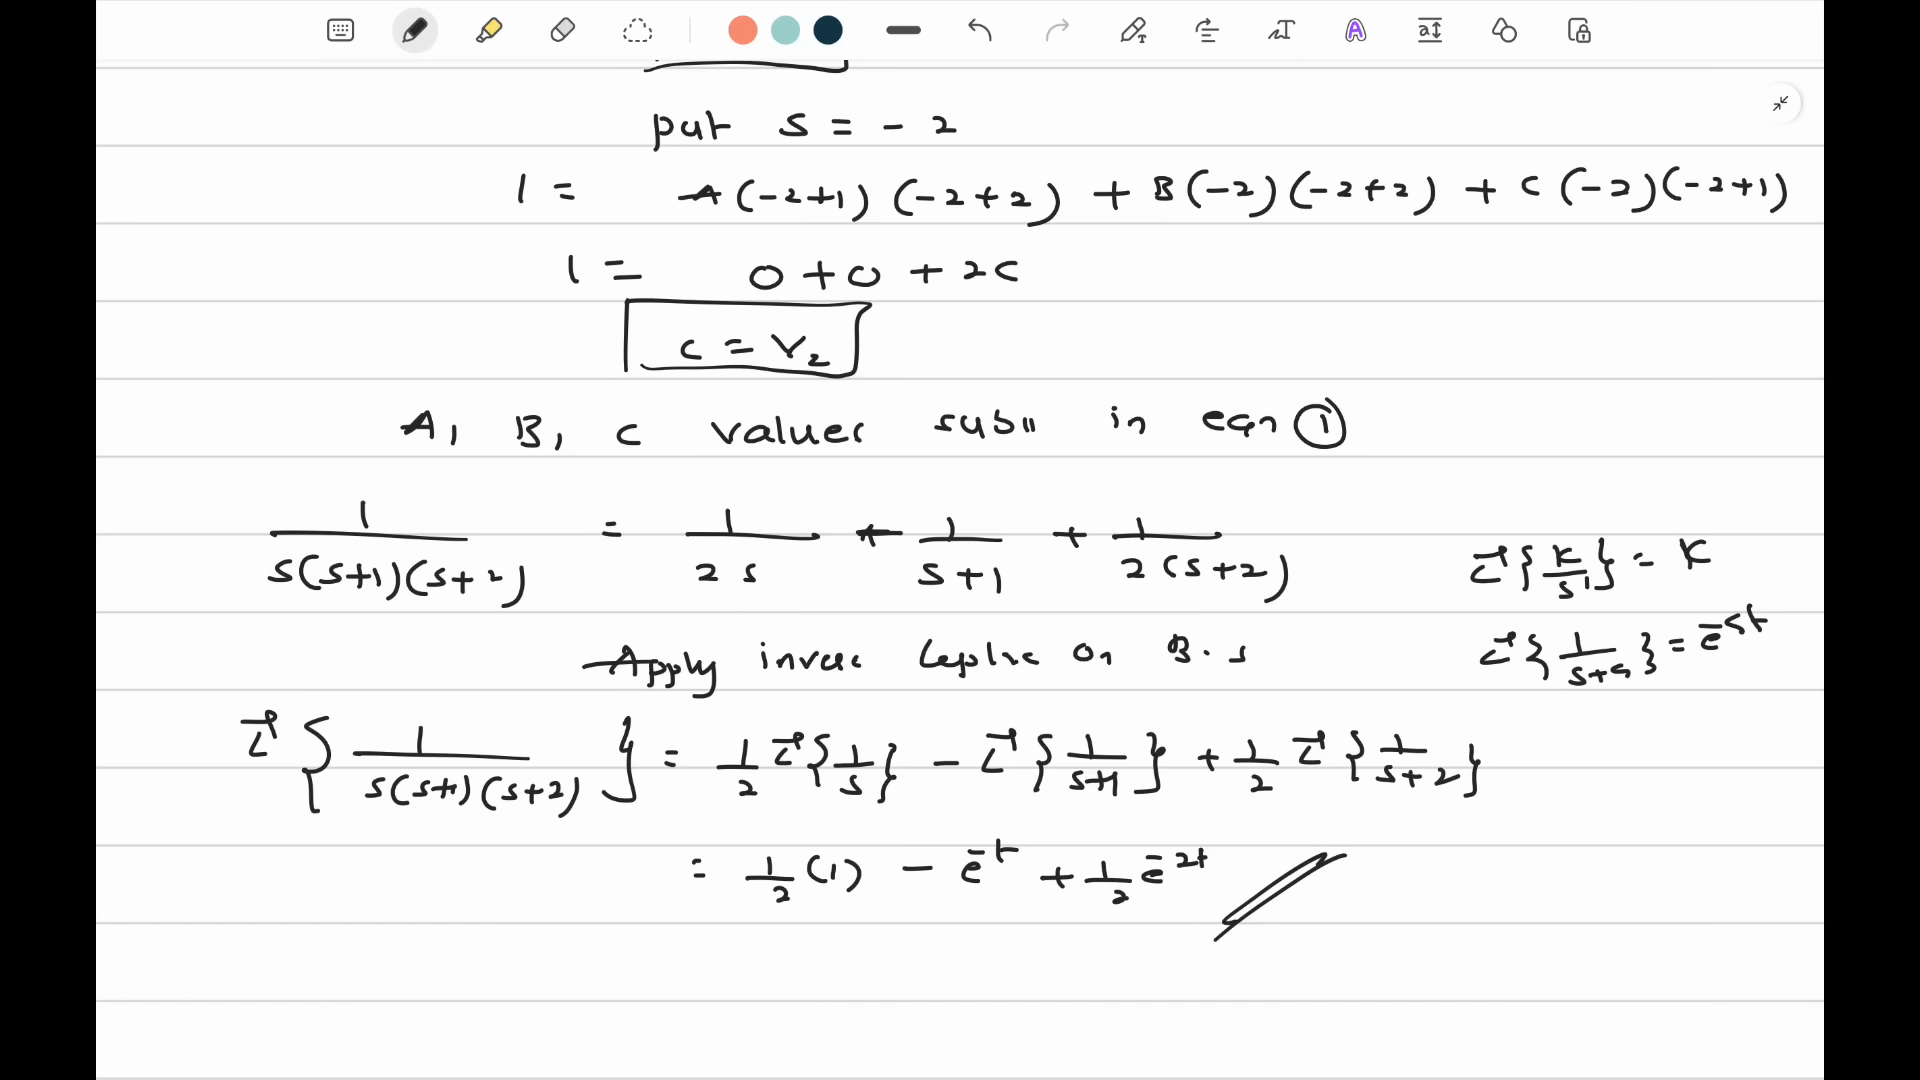 put s = - 2
1 = A(-2+1)(-2+2) + B(-2)(-2+2) + C(-2)(-2+1)
1 = 0 + 0 + 2C
C = 1/2
A, B, C values sub in eqn ①
1/(s(s+1)(s+2)) = 1/(2s) - 1/(s+1) + 1/(2(s+2))
L⁻¹{k/s} = k
Apply inverse Laplace on B.s
L⁻¹{1/(s+a)} = e^-at
L⁻¹{1/(s(s+1)(s+2))} = 1/2 L⁻¹{1/s} - L⁻¹{1/(s+1)} + 1/2 L⁻¹{1/(s+2)}
= 1/2 (1) - e^-t + 1/2 e^-2t